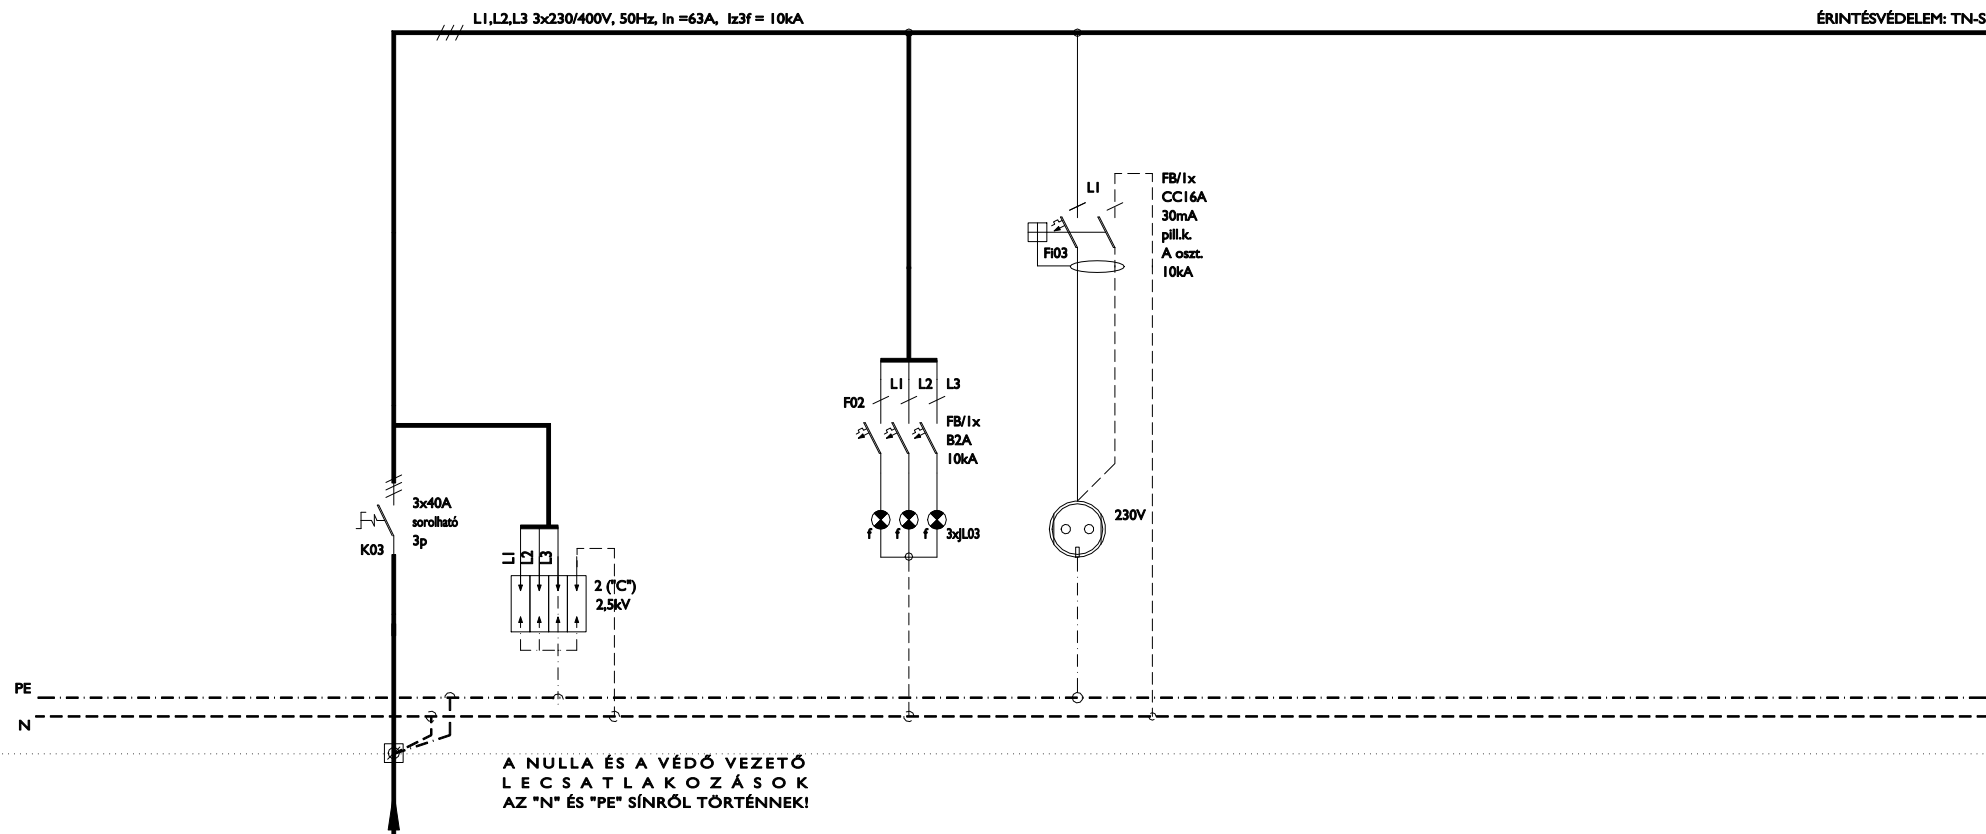 L1,L2,L3 3x230/400V, 50Hz, In =63A, Iz3f = 10kA
ÉRINTÉSVÉDELEM: TN-S
L1
FB/1x
CC16A
30mA
pill.k.
A oszt.
10kA
Fi03
L1 L2 L3
F02
FB/1x
B2A
10kA
f f f 3xJL03
230V
3x40A
sorolható
3p
K03
L1
L2
L3
2 ("C")
2,5kV
PE
N
A NULLA ÉS A VÉDŐ VEZETŐ
LECSATLAKOZÁSOK
AZ "N" ÉS "PE" SÍNRŐL TÖRTÉNNEK!